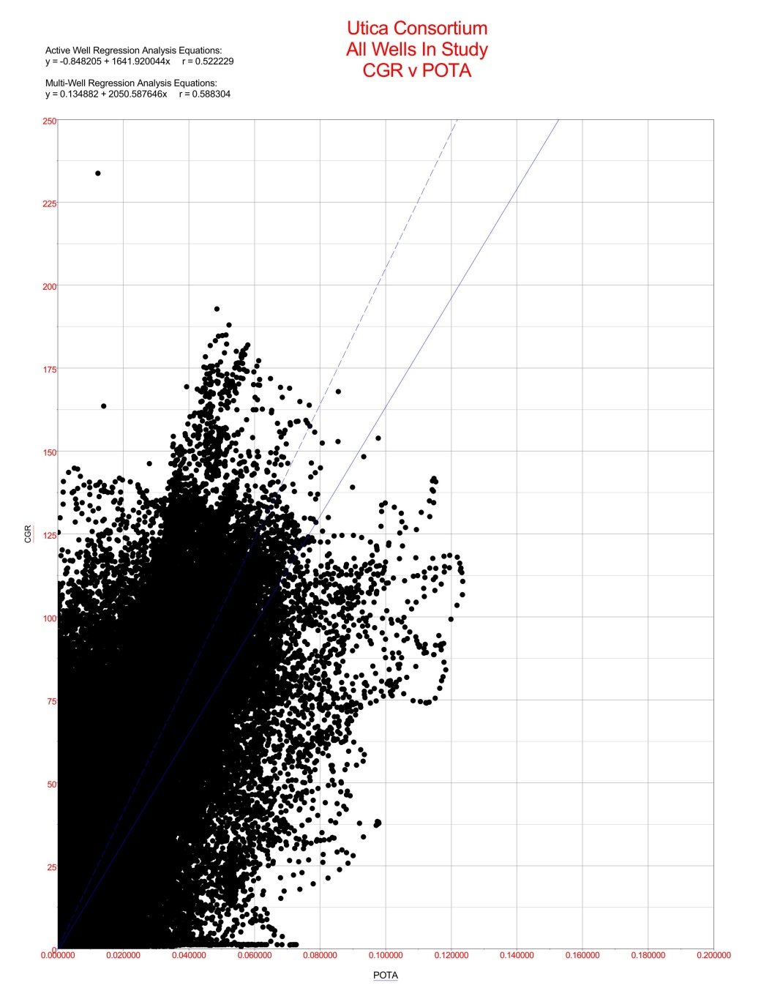 Utica Consortium
All Wells In Study
CGR v POTA
Active Well Regression Analysis Equations:
y = -0.848205 + 1641.920044x r = 0.522229
Multi-Well Regression Analysis Equations:
y = 0.134882 + 2050.587646x r = 0.588304
250
225
200
175
150
125
100
75
50
25
0
CGR
0.000000 0.020000 0.040000 0.060000 0.080000 0.100000 0.120000 0.140000 0.160000 0.180000 0.200000
POTA